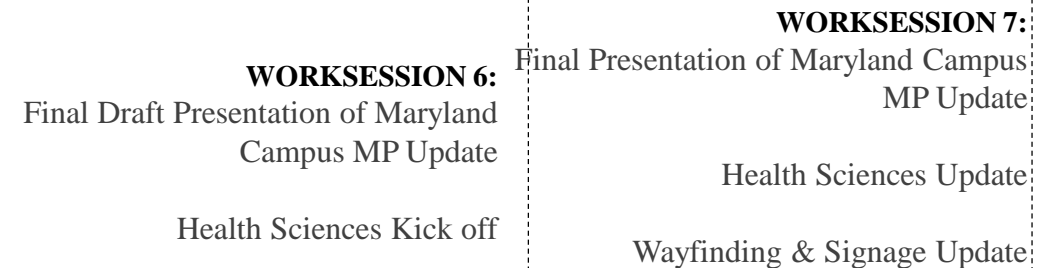 WORKSESSION 6:
Final Draft Presentation of Maryland
Campus MP Update
Health Sciences Kick off
WORKSESSION 7:
Final Presentation of Maryland Campus
MP Update
Health Sciences Update
Wayfinding & Signage Update